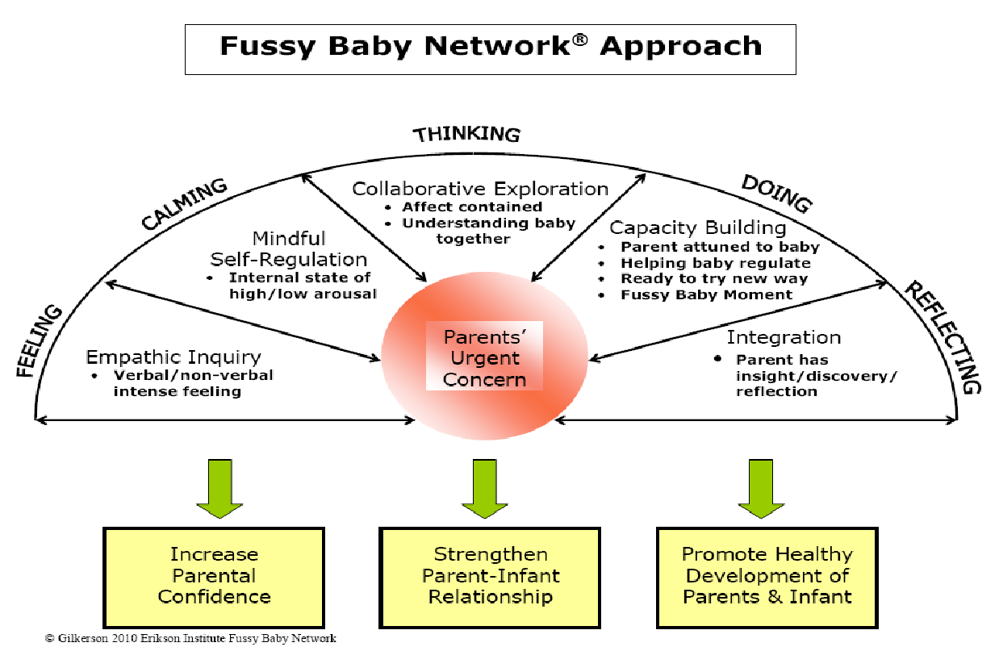 Fussy Baby Network® Approach
THINKING
CALMING
DOING
FEELING
REFLECTING
Collaborative Exploration
• Affect contained
• Understanding baby
together
Mindful
Self-Regulation
• Internal state of
high/low arousal
Capacity Building
• Parent attuned to baby
• Helping baby regulate
• Ready to try new way
• Fussy Baby Moment
Empathic Inquiry
• Verbal/non-verbal
intense feeling
Parents’
Urgent
Concern
Integration
• Parent has
insight/discovery/
reflection
Increase
Parental
Confidence
Strengthen
Parent-Infant
Relationship
Promote Healthy
Development of
Parents & Infant
© Gilkerson 2010 Erikson Institute Fussy Baby Network